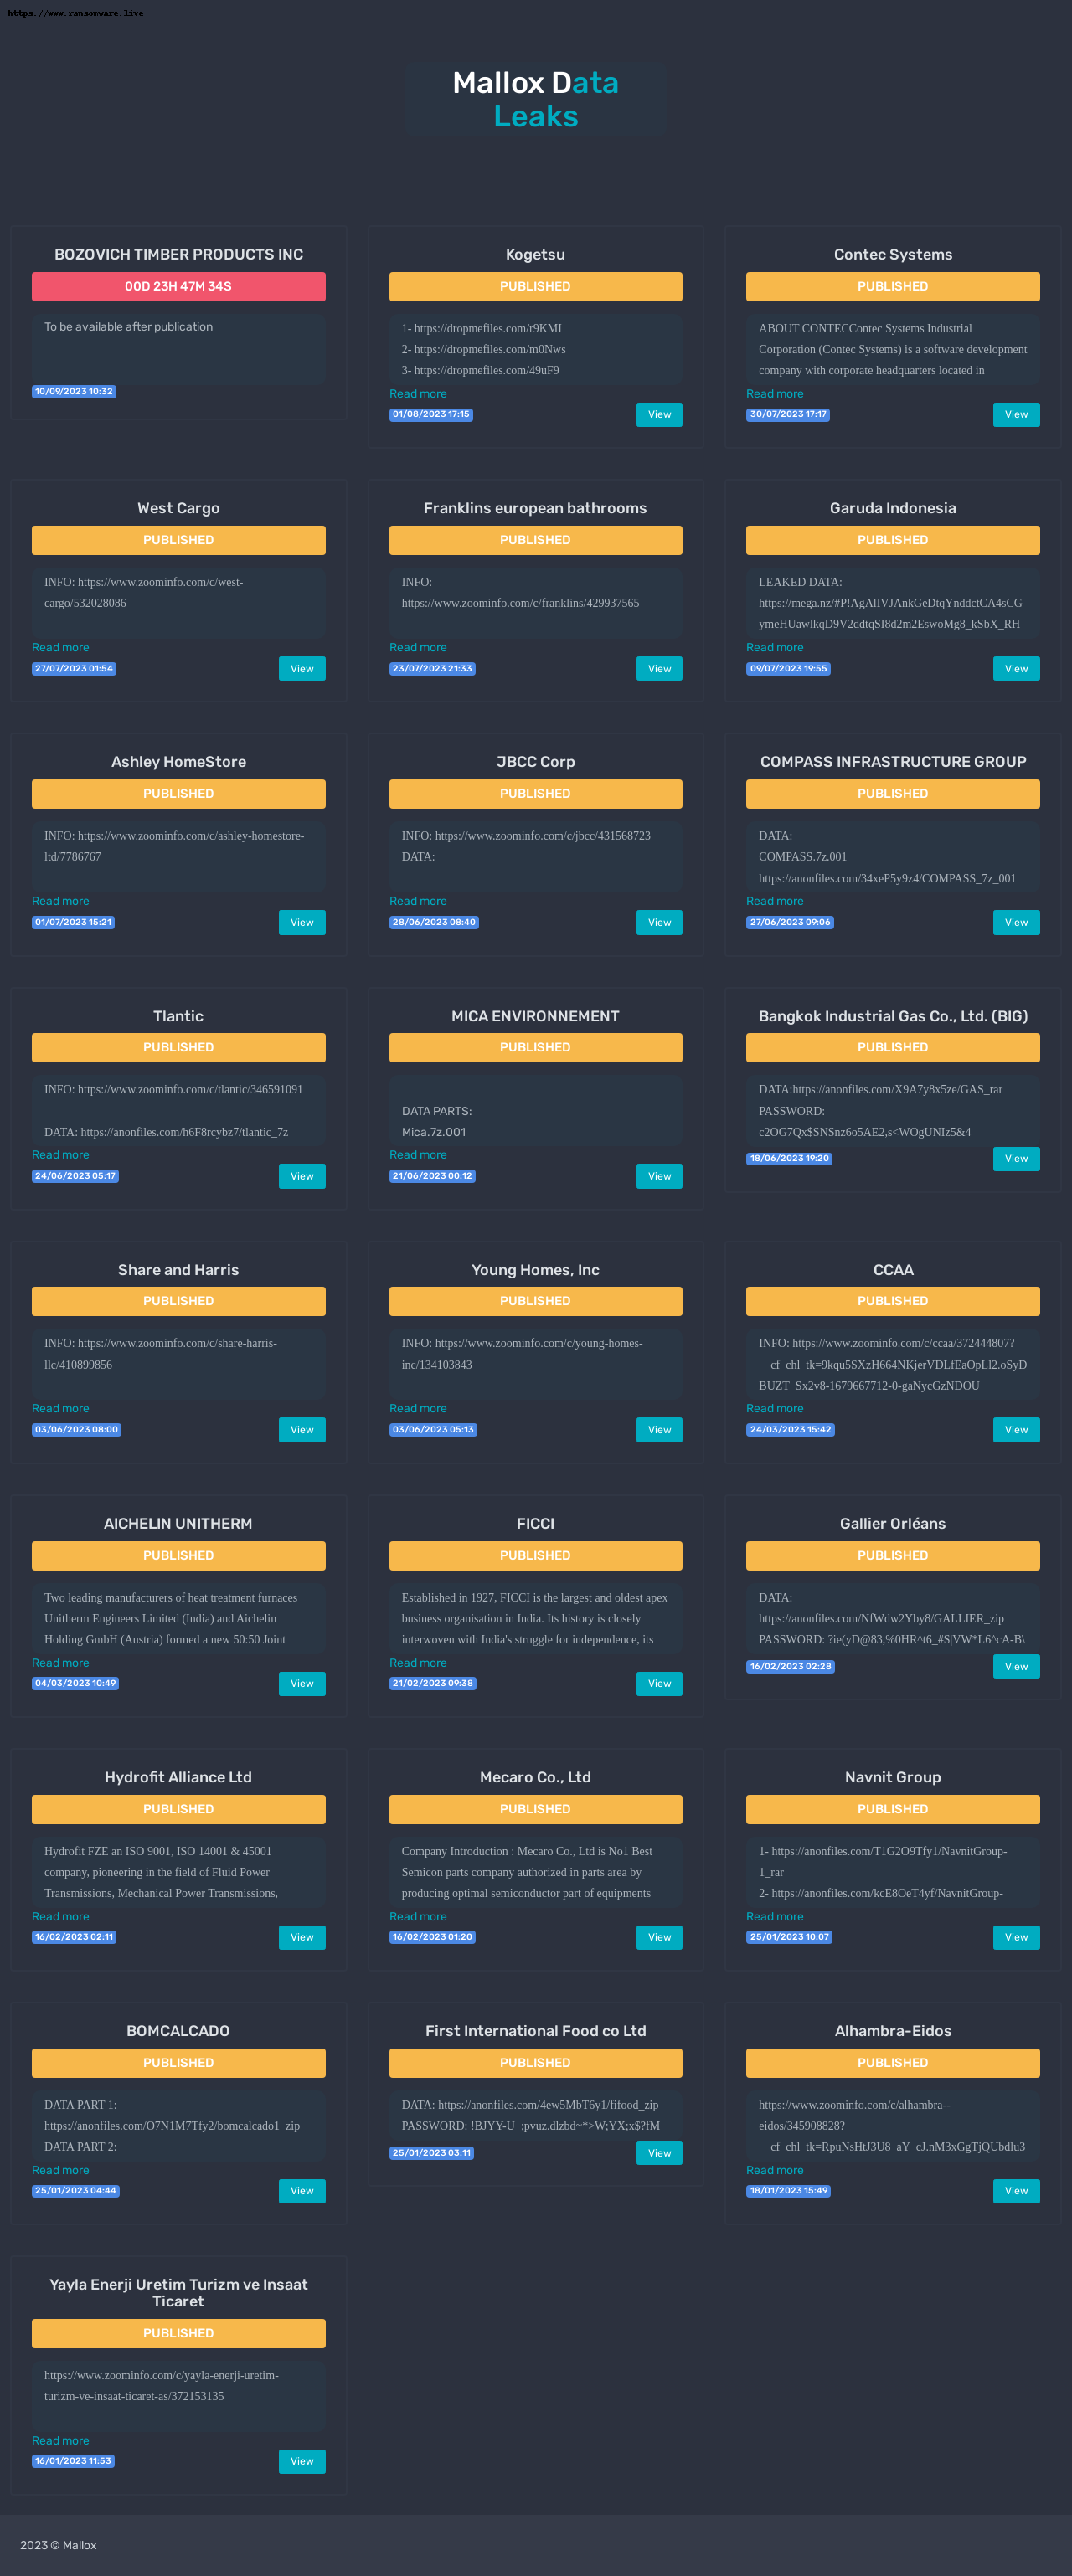 https://www.ransomware.live
Mallox Data
Leaks
BOZOVICH TIMBER PRODUCTS INC
00D 23H 47M 34S
To be available after publication
10/09/2023 10:32
Kogetsu
PUBLISHED
1- https://dropmefiles.com/r9KMI
2- https://dropmefiles.com/m0Nws
3- https://dropmefiles.com/49uF9
Read more
01/08/2023 17:15
View
Contec Systems
PUBLISHED
ABOUT CONTECContec Systems Industrial
Corporation (Contec Systems) is a software development
company with corporate headquarters located in
Read more
30/07/2023 17:17
View
West Cargo
PUBLISHED
INFO: https://www.zoominfo.com/c/west-
cargo/532028086
Read more
27/07/2023 01:54
View
Franklins european bathrooms
PUBLISHED
INFO:
https://www.zoominfo.com/c/franklins/429937565
Read more
23/07/2023 21:33
View
Garuda Indonesia
PUBLISHED
LEAKED DATA:
https://mega.nz/#P!AgAlIVJAnkGeDtqYnddctCA4sCG
ymeHUawlkqD9V2ddtqSI8d2m2EswoMg8_kSbX_RH
Read more
09/07/2023 19:55
View
Ashley HomeStore
PUBLISHED
INFO: https://www.zoominfo.com/c/ashley-homestore-
ltd/7786767
Read more
01/07/2023 15:21
View
JBCC Corp
PUBLISHED
INFO: https://www.zoominfo.com/c/jbcc/431568723
DATA:
Read more
28/06/2023 08:40
View
COMPASS INFRASTRUCTURE GROUP
PUBLISHED
DATA:
COMPASS.7z.001
https://anonfiles.com/34xeP5y9z4/COMPASS_7z_001
Read more
27/06/2023 09:06
View
Tlantic
PUBLISHED
INFO: https://www.zoominfo.com/c/tlantic/346591091
DATA: https://anonfiles.com/h6F8rcybz7/tlantic_7z
Read more
24/06/2023 05:17
View
MICA ENVIRONNEMENT
PUBLISHED
DATA PARTS:
Mica.7z.001
Read more
21/06/2023 00:12
View
Bangkok Industrial Gas Co., Ltd. (BIG)
PUBLISHED
DATA:https://anonfiles.com/X9A7y8x5ze/GAS_rar
PASSWORD:
c2OG7Qx$SNSnz6o5AE2,s<WOgUNIz5&4
18/06/2023 19:20
View
Share and Harris
PUBLISHED
INFO: https://www.zoominfo.com/c/share-harris-
llc/410899856
Read more
03/06/2023 08:00
View
Young Homes, Inc
PUBLISHED
INFO: https://www.zoominfo.com/c/young-homes-
inc/134103843
Read more
03/06/2023 05:13
View
CCAA
PUBLISHED
INFO: https://www.zoominfo.com/c/ccaa/372444807?
__cf_chl_tk=9kqu5SXzH664NKjerVDLfEaOpLl2.oSyD
BUZT_Sx2v8-1679667712-0-gaNycGzNDOU
Read more
24/03/2023 15:42
View
AICHELIN UNITHERM
PUBLISHED
Two leading manufacturers of heat treatment furnaces
Unitherm Engineers Limited (India) and Aichelin
Holding GmbH (Austria) formed a new 50:50 Joint
Read more
04/03/2023 10:49
View
FICCI
PUBLISHED
Established in 1927, FICCI is the largest and oldest apex
business organisation in India. Its history is closely
interwoven with India's struggle for independence, its
Read more
21/02/2023 09:38
View
Gallier Orléans
PUBLISHED
DATA:
https://anonfiles.com/NfWdw2Yby8/GALLIER_zip
PASSWORD: ?ie(yD@83,%0HR^t6_#S|VW*L6^cA-B\
16/02/2023 02:28
View
Hydrofit Alliance Ltd
PUBLISHED
Hydrofit FZE an ISO 9001, ISO 14001 & 45001
company, pioneering in the field of Fluid Power
Transmissions, Mechanical Power Transmissions,
Read more
16/02/2023 02:11
View
Mecaro Co., Ltd
PUBLISHED
Company Introduction : Mecaro Co., Ltd is No1 Best
Semicon parts company authorized in parts area by
producing optimal semiconductor part of equipments
Read more
16/02/2023 01:20
View
Navnit Group
PUBLISHED
1- https://anonfiles.com/T1G2O9Tfy1/NavnitGroup-
1_rar
2- https://anonfiles.com/kcE8OeT4yf/NavnitGroup-
Read more
25/01/2023 10:07
View
BOMCALCADO
PUBLISHED
DATA PART 1:
https://anonfiles.com/O7N1M7Tfy2/bomcalcado1_zip
DATA PART 2:
Read more
25/01/2023 04:44
View
First International Food co Ltd
PUBLISHED
DATA: https://anonfiles.com/4ew5MbT6y1/fifood_zip
PASSWORD: !BJYY-U_;pvuz.dlzbd~*>W;YX;x$?fM
25/01/2023 03:11
View
Alhambra-Eidos
PUBLISHED
https://www.zoominfo.com/c/alhambra--
eidos/345908828?
__cf_chl_tk=RpuNsHtJ3U8_aY_cJ.nM3xGgTjQUbdlu3
Read more
18/01/2023 15:49
View
Yayla Enerji Uretim Turizm ve Insaat
Ticaret
PUBLISHED
https://www.zoominfo.com/c/yayla-enerji-uretim-
turizm-ve-insaat-ticaret-as/372153135
Read more
16/01/2023 11:53
View
2023 © Mallox